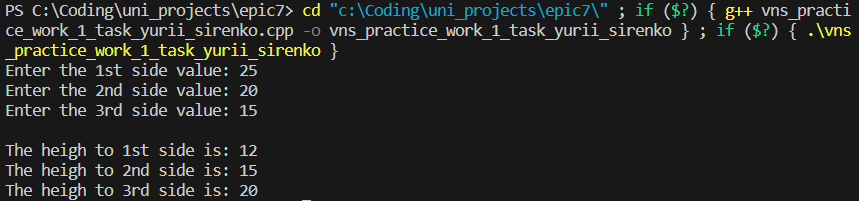 PS C:\Coding\uni_projects\epic7> cd "c:\Coding\uni_projects\epic7\" ; if ($?) { g++ vns_practi
ce_work_1_task_yurii_sirenko.cpp -o vns_practice_work_1_task_yurii_sirenko } ; if ($?) { .\vns
_practice_work_1_task_yurii_sirenko }
Enter the 1st side value: 25
Enter the 2nd side value: 20
Enter the 3rd side value: 15

The heigh to 1st side is: 12
The heigh to 2nd side is: 15
The heigh to 3rd side is: 20